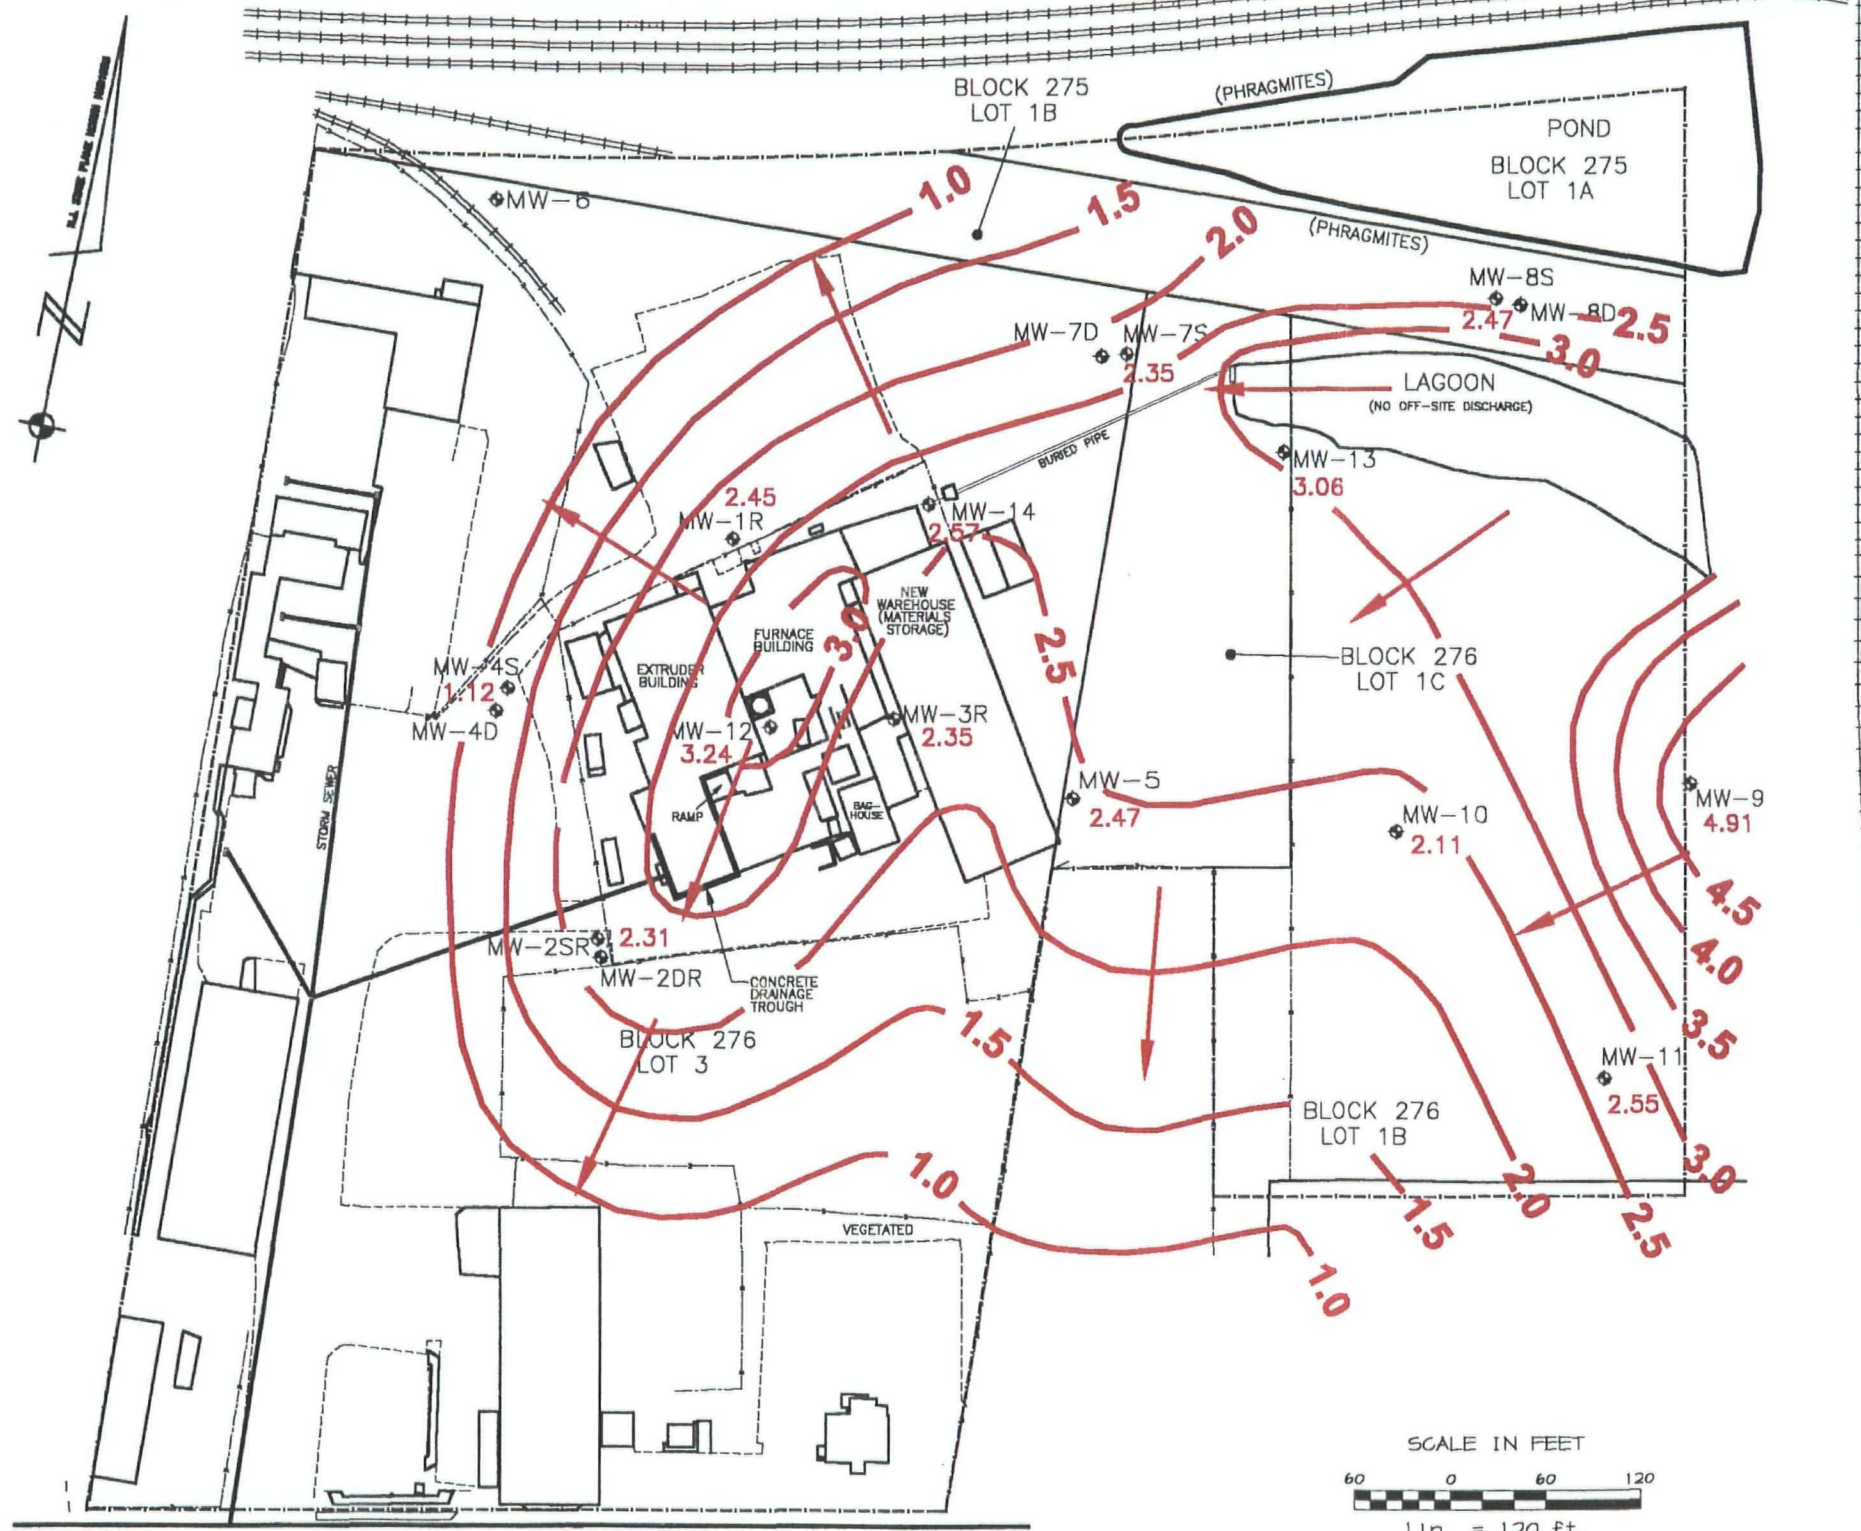 BLOCK 275
LOT 1B
(PHRAGMITES)
POND
BLOCK 275
LOT 1A
(PHRAGMITES)
MW-6
1.0
1.5
2.0
MW-8S
MW-8D
2.47
2.5
3.0
MW-7D
MW-7S
2.35
LAGOON
(NO OFF-SITE DISCHARGE)
BURIED PIPE
MW-13
3.06
2.45
MW-1R
MW-14
2.57
NEW
WAREHOUSE
(MATERIALS
STORAGE)
FURNACE
BUILDING
3.0
EXTRUDER
BUILDING
2.5
MW-4S
1.12
MW-4D
BLOCK 276
LOT 1C
MW-12
3.24
MW-3R
2.35
STORM SEWER
RAMP
BAG-
HOUSE
MW-5
2.47
MW-10
2.11
MW-9
4.91
4.5
4.0
3.5
MW-2SR
2.31
MW-2DR
CONCRETE
DRAINAGE
TROUGH
BLOCK 276
LOT 3
1.5
MW-11
2.55
BLOCK 276
LOT 1B
1.0
3.0
2.0
1.5
2.5
VEGETATED
1.0
SCALE IN FEET
60 0 60 120
1 in. = 120 ft.